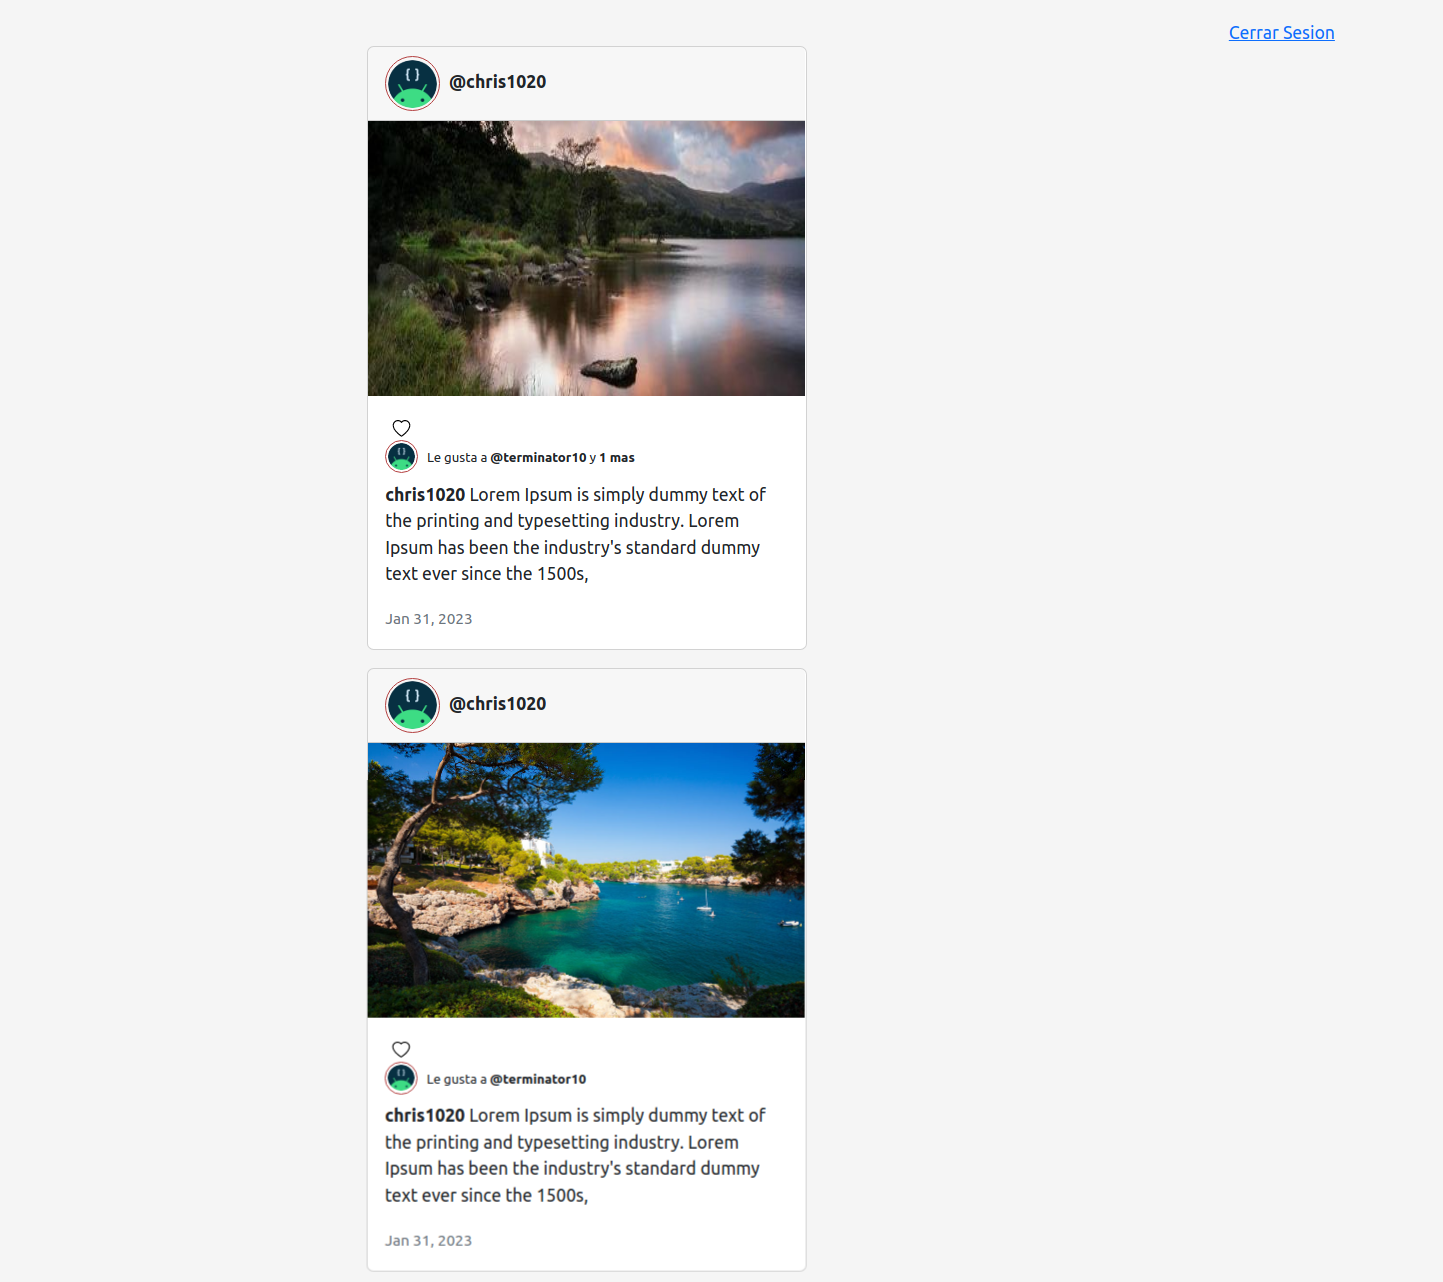 Cerrar Sesion
@chris1020
Le gusta a @terminator10 y 1 mas
chris1020 Lorem Ipsum is simply dummy text of
the printing and typesetting industry. Lorem
Ipsum has been the industry's standard dummy
text ever since the 1500s,
Jan 31, 2023
@chris1020
Le gusta a @terminator10
chris1020 Lorem Ipsum is simply dummy text of
the printing and typesetting industry. Lorem
Ipsum has been the industry's standard dummy
text ever since the 1500s,
Jan 31, 2023